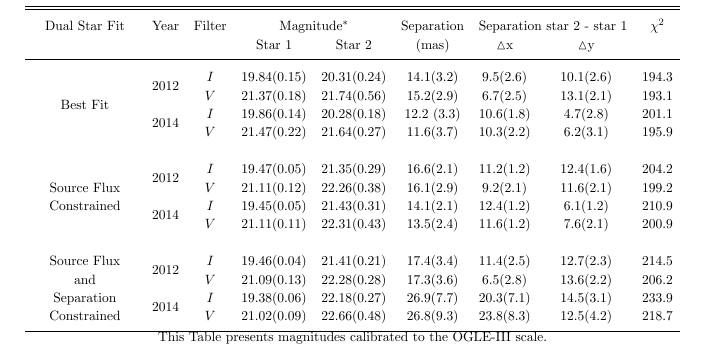 Dual Star Fit Year Filter Magnitude* Separation Separation star 2 - star 1 χ²
Star 1 Star 2 (mas) △x △y
Best Fit
2012 I 19.84(0.15) 20.31(0.24) 14.1(3.2) 9.5(2.6) 10.1(2.6) 194.3
V 21.37(0.18) 21.74(0.56) 15.2(2.9) 6.7(2.5) 13.1(2.1) 193.1
2014 I 19.86(0.14) 20.28(0.18) 12.2 (3.3) 10.6(1.8) 4.7(2.8) 201.1
V 21.47(0.22) 21.64(0.27) 11.6(3.7) 10.3(2.2) 6.2(3.1) 195.9
Source Flux
Constrained
2012 I 19.47(0.05) 21.35(0.29) 16.6(2.1) 11.2(1.2) 12.4(1.6) 204.2
V 21.11(0.12) 22.26(0.38) 16.1(2.9) 9.2(2.1) 11.6(2.1) 199.2
2014 I 19.45(0.05) 21.43(0.31) 14.1(2.1) 12.4(1.2) 6.1(1.2) 210.9
V 21.11(0.11) 22.31(0.43) 13.5(2.4) 11.6(1.2) 7.6(2.1) 200.9
Source Flux
and
Separation
Constrained
2012 I 19.46(0.04) 21.41(0.21) 17.4(3.4) 11.4(2.5) 12.7(2.3) 214.5
V 21.09(0.13) 22.28(0.28) 17.3(3.6) 6.5(2.8) 13.6(2.2) 206.2
2014 I 19.38(0.06) 22.18(0.27) 26.9(7.7) 20.3(7.1) 14.5(3.1) 233.9
V 21.02(0.09) 22.66(0.48) 26.8(9.3) 23.8(8.3) 12.5(4.2) 218.7
This Table presents magnitudes calibrated to the OGLE-III scale.